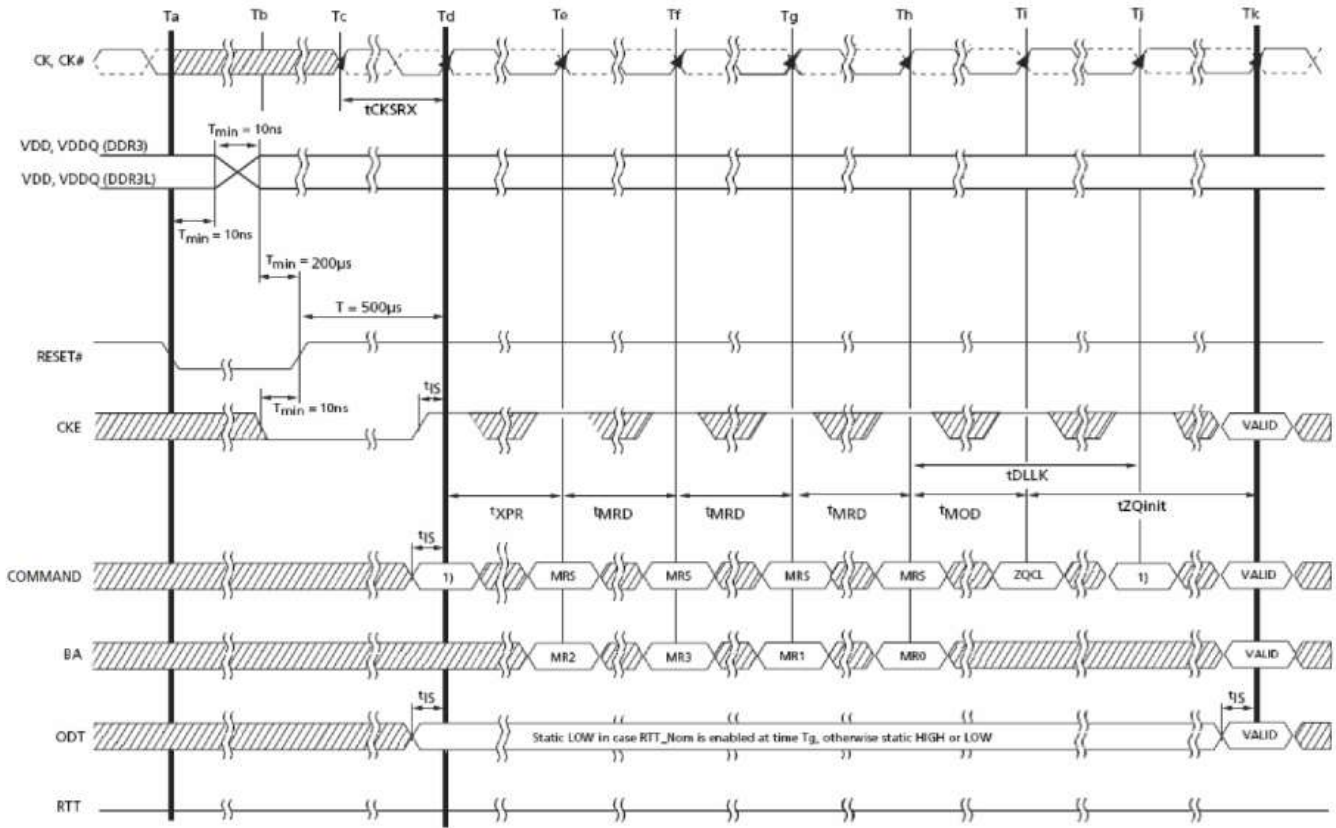 Ta Tb Tc Td Te Tf Tg Th Ti Tj Tk
CK, CK#
tCKSRX
Tmin = 10ns
VDD, VDDQ (DDR3)
VDD, VDDQ (DDR3L)
Tmin = 10ns
Tmin = 200µs
T = 500µs
RESET#
tIS
Tmin = 10ns
CKE
VALID
tDLLK
tXPR tMRD tMRD tMRD tMOD tZQinit
tIS
COMMAND 1) MRS MRS MRS MRS ZQCL 1) VALID
BA MR2 MR3 MR1 MR0 VALID
tIS tIS
ODT Static LOW in case RTT_Nom is enabled at time Tg, otherwise static HIGH or LOW VALID
RTT